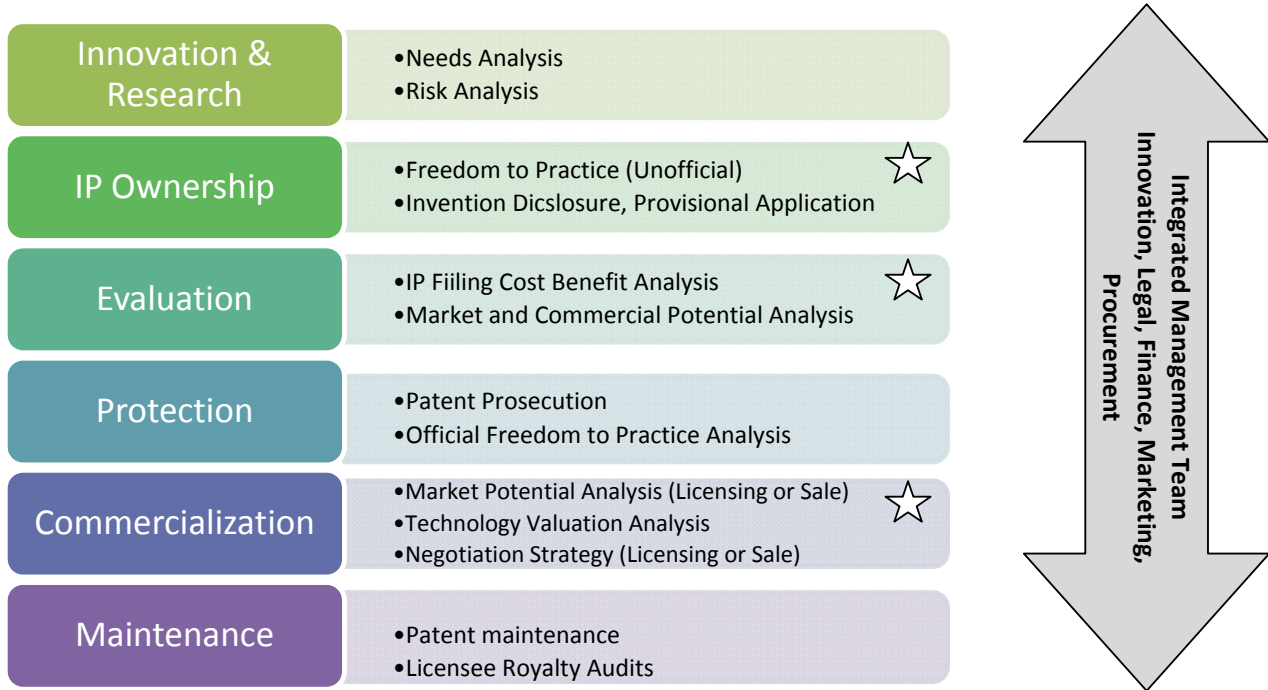 Innovation &
Research
•Needs Analysis
•Risk Analysis
IP Ownership
•Freedom to Practice (Unofficial)
•Invention Dicslosure, Provisional Application
Evaluation
•IP Fiiling Cost Benefit Analysis
•Market and Commercial Potential Analysis
Protection
•Patent Prosecution
•Official Freedom to Practice Analysis
Commercialization
•Market Potential Analysis (Licensing or Sale)
•Technology Valuation Analysis
•Negotiation Strategy (Licensing or Sale)
Maintenance
•Patent maintenance
•Licensee Royalty Audits
Integrated Management Team
Innovation, Legal, Finance, Marketing,
Procurement